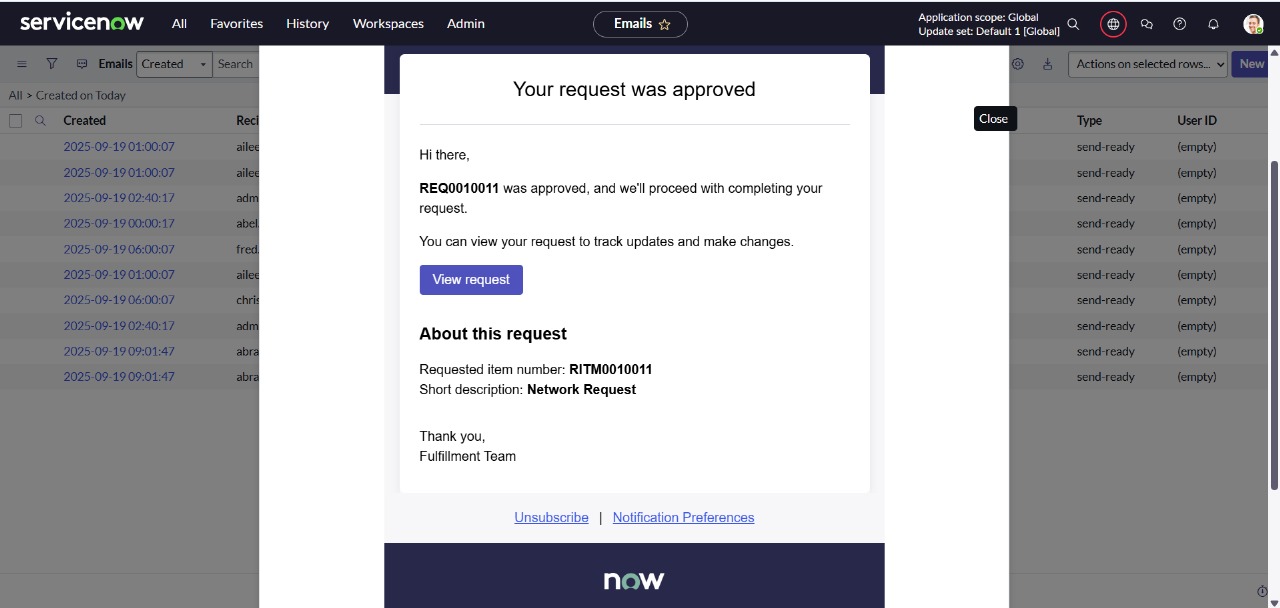 servicenow
All Favorites History Workspaces Admin
Emails
Application scope: Global
Update set: Default 1 [Global]
Emails Created Search
Actions on selected rows... New
All > Created on Today
Created Reci Type User ID
2025-09-19 01:00:07 ailee send-ready (empty)
2025-09-19 01:00:07 ailee send-ready (empty)
2025-09-19 02:40:17 adm send-ready (empty)
2025-09-19 00:00:17 abel. send-ready (empty)
2025-09-19 06:00:07 fred. send-ready (empty)
2025-09-19 01:00:07 ailee send-ready (empty)
2025-09-19 06:00:07 chris send-ready (empty)
2025-09-19 02:40:17 adm send-ready (empty)
2025-09-19 09:01:47 abra send-ready (empty)
2025-09-19 09:01:47 abra send-ready (empty)
Close
Your request was approved
Hi there,
REQ0010011 was approved, and we'll proceed with completing your
request.
You can view your request to track updates and make changes.
View request
About this request
Requested item number: RITM0010011
Short description: Network Request
Thank you,
Fulfillment Team
Unsubscribe | Notification Preferences
now